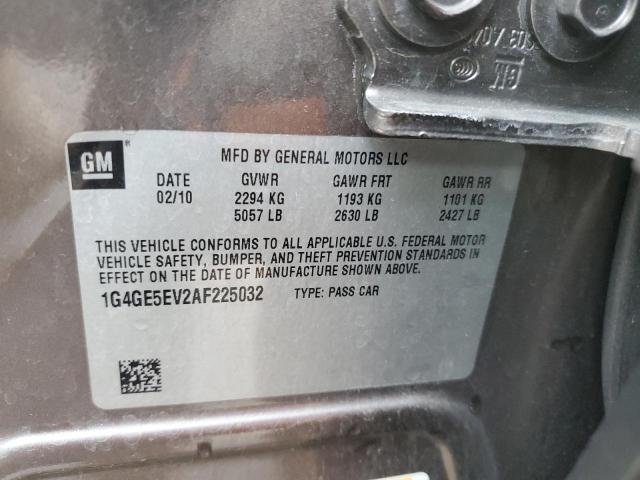 GM
MFD BY GENERAL MOTORS LLC
DATE GVWR GAWR FRT GAWR RR
02/10 2294 KG 1193 KG 1101 KG
5057 LB 2630 LB 2427 LB
THIS VEHICLE CONFORMS TO ALL APPLICABLE U.S. FEDERAL MOTOR
VEHICLE SAFETY, BUMPER, AND THEFT PREVENTION STANDARDS IN
EFFECT ON THE DATE OF MANUFACTURE SHOWN ABOVE.
1G4GE5EV2AF225032 TYPE: PASS CAR